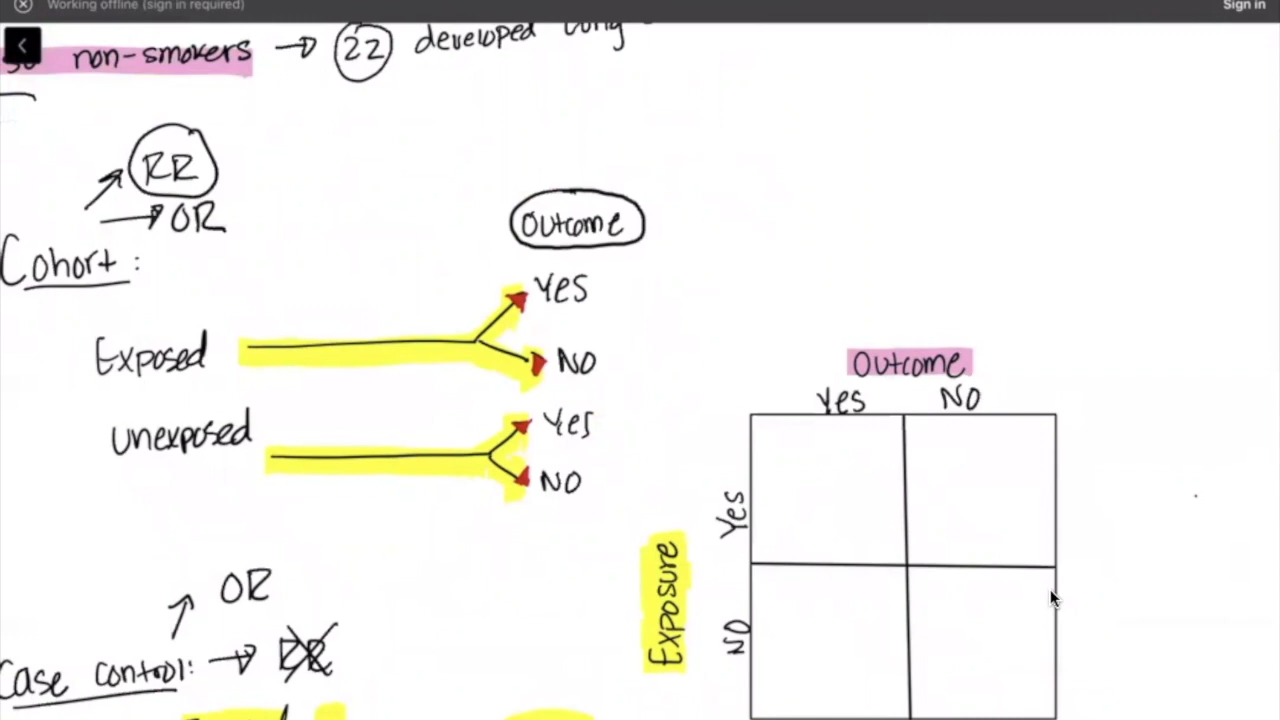 Working offline (sign in required)
Sign in
non-smokers → 22 developed
RR
→ OR
Cohort:
Outcome
Exposed
Yes
No
Unexposed
Yes
No
Outcome
Yes No
Exposure
Yes
No
OR
Case control: → RR